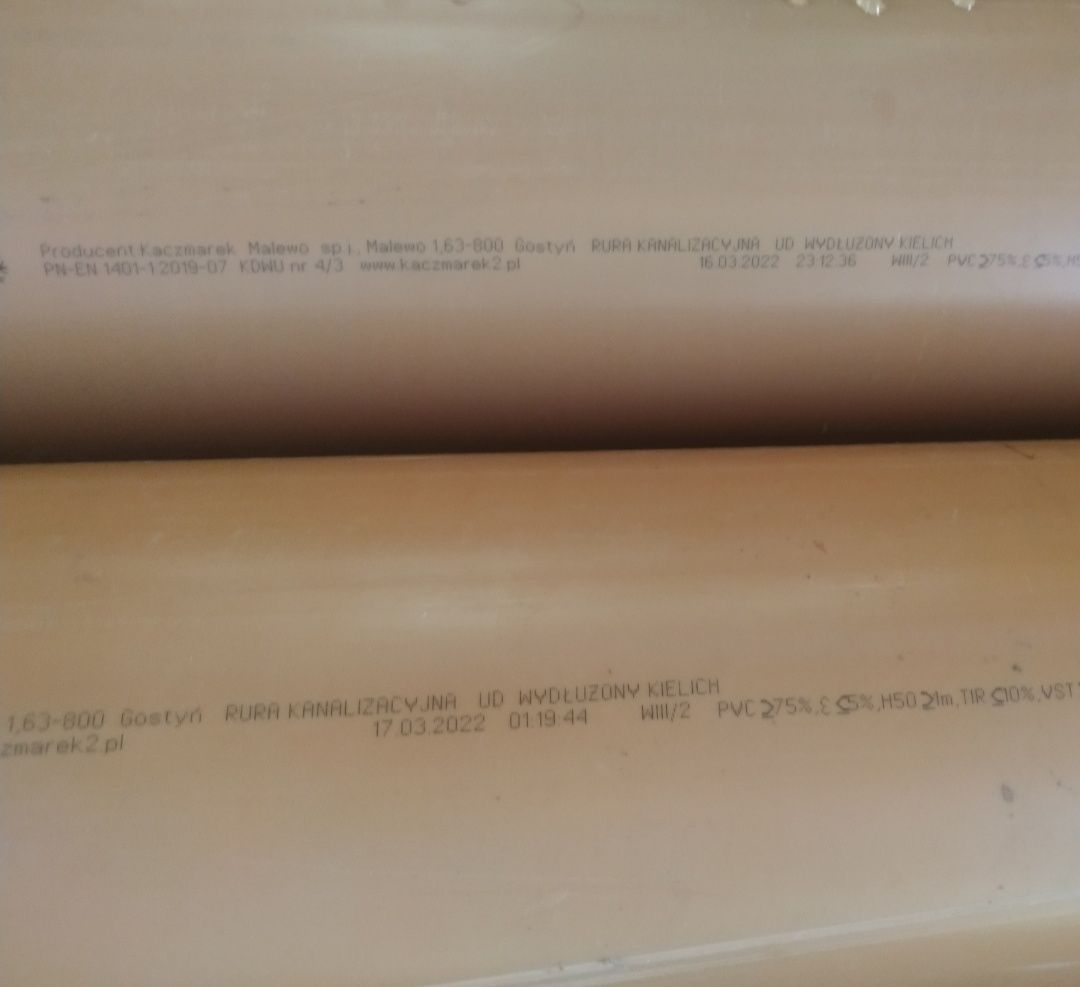 Producent:Kaczmarek Malewo sp.j., Malewo 1,63-800 Gostyń RURA KANALIZACYJNA UD WYDŁUZONY KIELICH
PN-EN 1401-1:2019-07 KDWU nr 4/3 www.kaczmarek2.pl 16.03.2022 23:12:36 WIII/2 PVC ≥75%,ε ≤5%,H5
1,63-800 Gostyń RURA KANALIZACYJNA UD WYDŁUZONY KIELICH
zmarek2.pl 17.03.2022 01:19:44 WIII/2 PVC ≥75%,ε ≤5%,H50 ≥1m,TIR ≤10%,VST